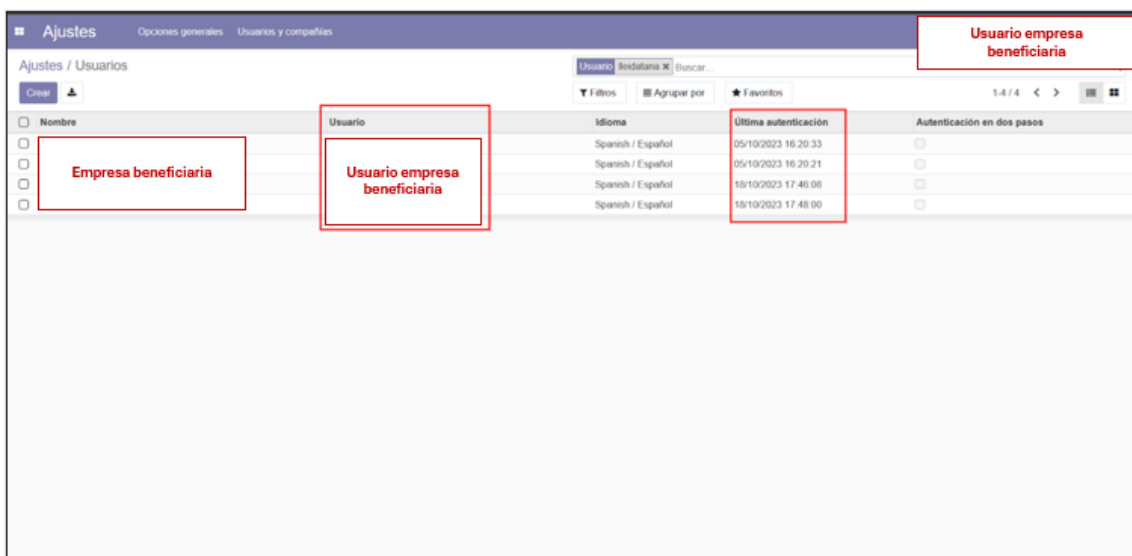 Ajustes Opciones generales Usuarios y compañías
Usuario empresa
beneficiaria
Ajustes / Usuarios
Usuario Buscar...
Crear Filtros Agrupar por Favoritos 1-4 / 4
Nombre Usuario Idioma Última autenticación Autenticación en dos pasos
Spanish / Español 05/10/2023 16:20:33
Spanish / Español 05/10/2023 16:20:21
Spanish / Español 18/10/2023 17:46:08
Spanish / Español 18/10/2023 17:48:00
Empresa beneficiaria
Usuario empresa
beneficiaria